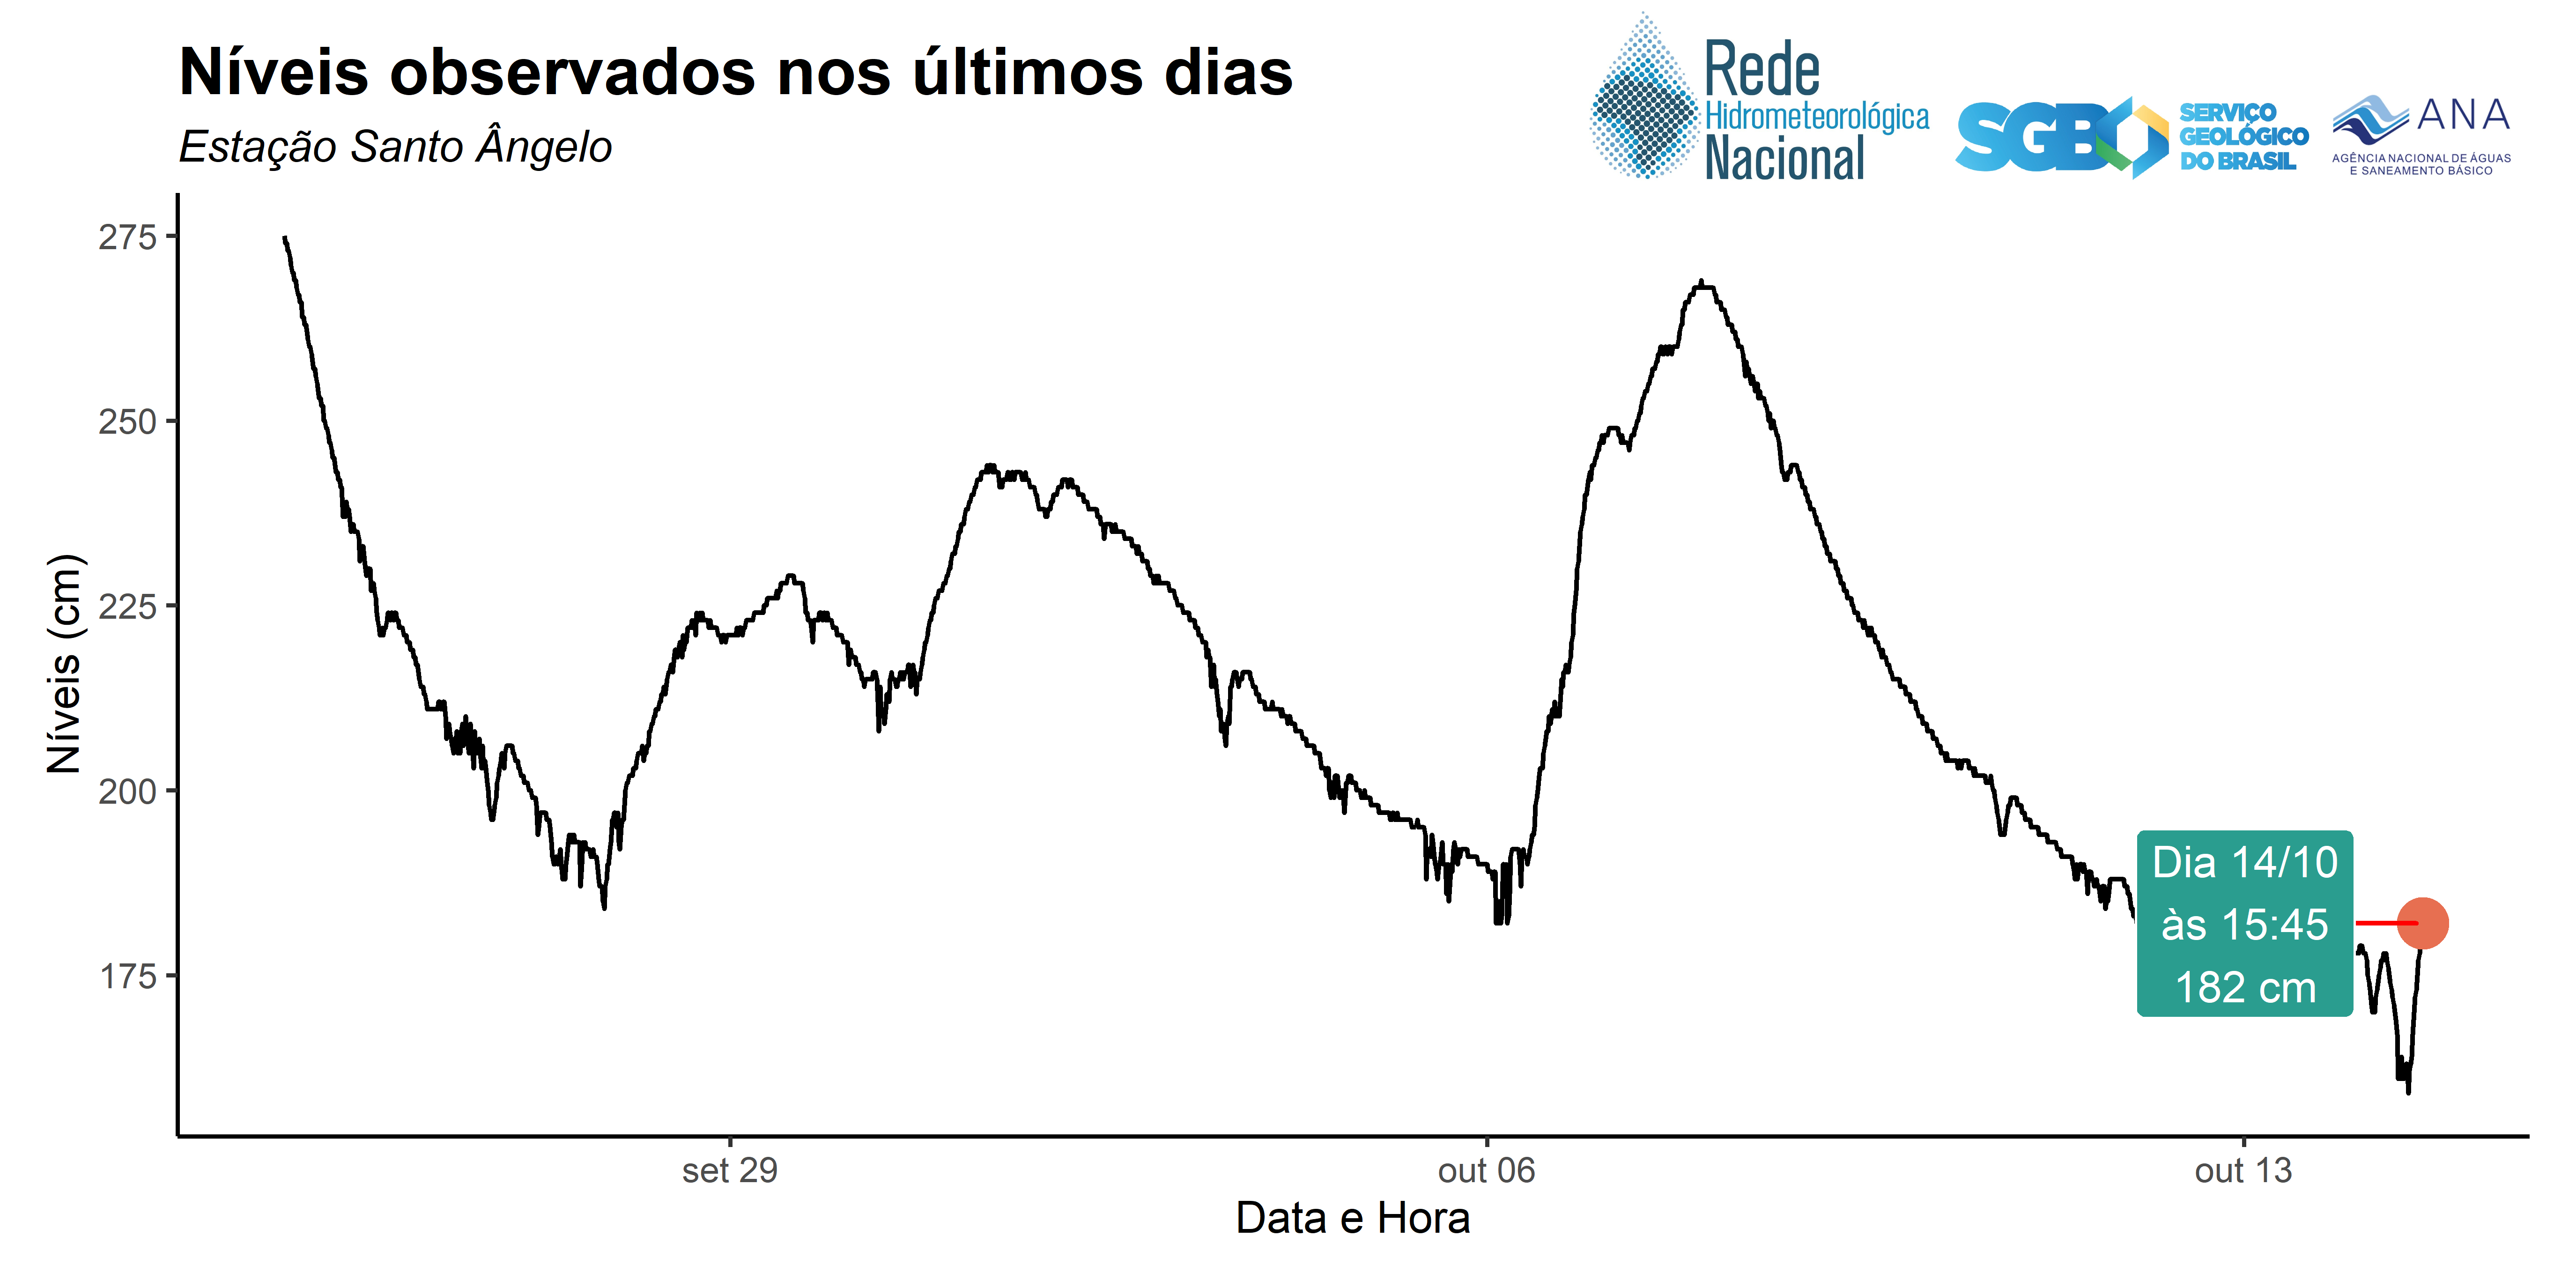 Níveis observados nos últimos dias
Estação Santo Ângelo
Rede
Hidrometeorológica
Nacional
SGB
SERVIÇO
GEOLÓGICO
DO BRASIL
ANA
AGÊNCIA NACIONAL DE ÁGUAS
E SANEAMENTO BÁSICO
Níveis (cm)
275
250
225
200
175
Dia 14/10
às 15:45
182 cm
set 29
out 06
out 13
Data e Hora